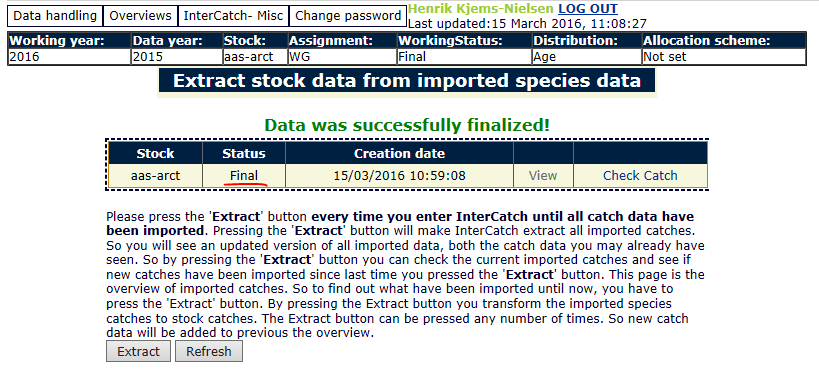 Data handling Overviews InterCatch- Misc Change password Henrik Kjems-Nielsen LOG OUT
Last updated:15 March 2016, 11:08:27
Working year: Data year: Stock: Assignment: WorkingStatus: Distribution: Allocation scheme:
2016 2015 aas-arct WG Final Age Not set
Extract stock data from imported species data
Data was successfully finalized!
Stock Status Creation date
aas-arct Final 15/03/2016 10:59:08 View Check Catch
Please press the 'Extract' button every time you enter InterCatch until all catch data have
been imported. Pressing the 'Extract' button will make InterCatch extract all imported catches.
So you will see an updated version of all imported data, both the catch data you may already have
seen. So by pressing the 'Extract' button you can check the current imported catches and see if
new catches have been imported since last time you pressed the 'Extract' button. This page is the
overview of imported catches. So to find out what have been imported until now, you have to
press the 'Extract' button. By pressing the Extract button you transform the imported species
catches to stock catches. The Extract button can be pressed any number of times. So new catch
data will be added to previous the overview.
Extract Refresh